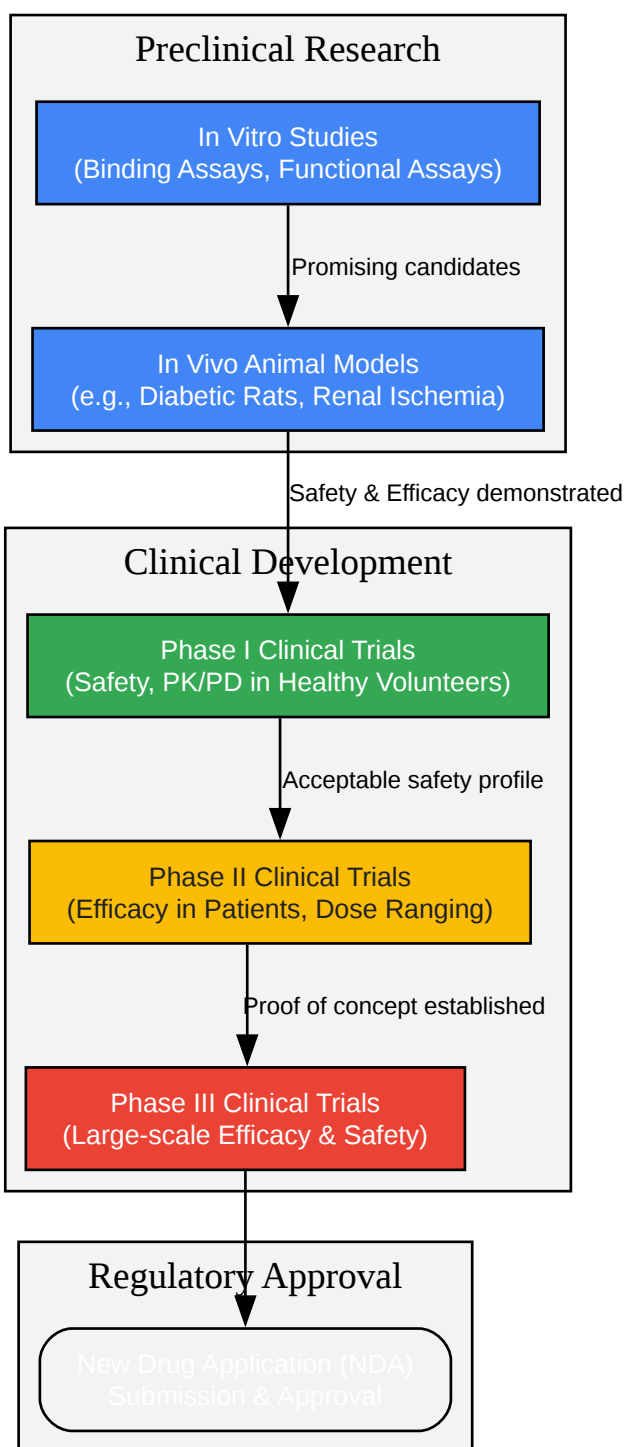 Preclinical Research
In Vitro Studies
(Binding Assays, Functional Assays)
Promising candidates
In Vivo Animal Models
(e.g., Diabetic Rats, Renal Ischemia)
Safety & Efficacy demonstrated
Clinical Development
Phase I Clinical Trials
(Safety, PK/PD in Healthy Volunteers)
Acceptable safety profile
Phase II Clinical Trials
(Efficacy in Patients, Dose Ranging)
Proof of concept established
Phase III Clinical Trials
(Large-scale Efficacy & Safety)
Regulatory Approval
New Drug Application (NDA)
Submission & Approval